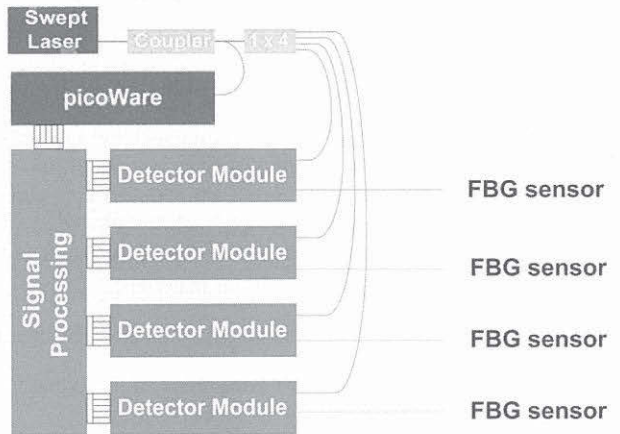 Swept
Laser
Coupler
1 x 4
picoWare
Detector Module
FBG sensor
Detector Module
FBG sensor
Detector Module
FBG sensor
Detector Module
FBG sensor
Signal
Processing